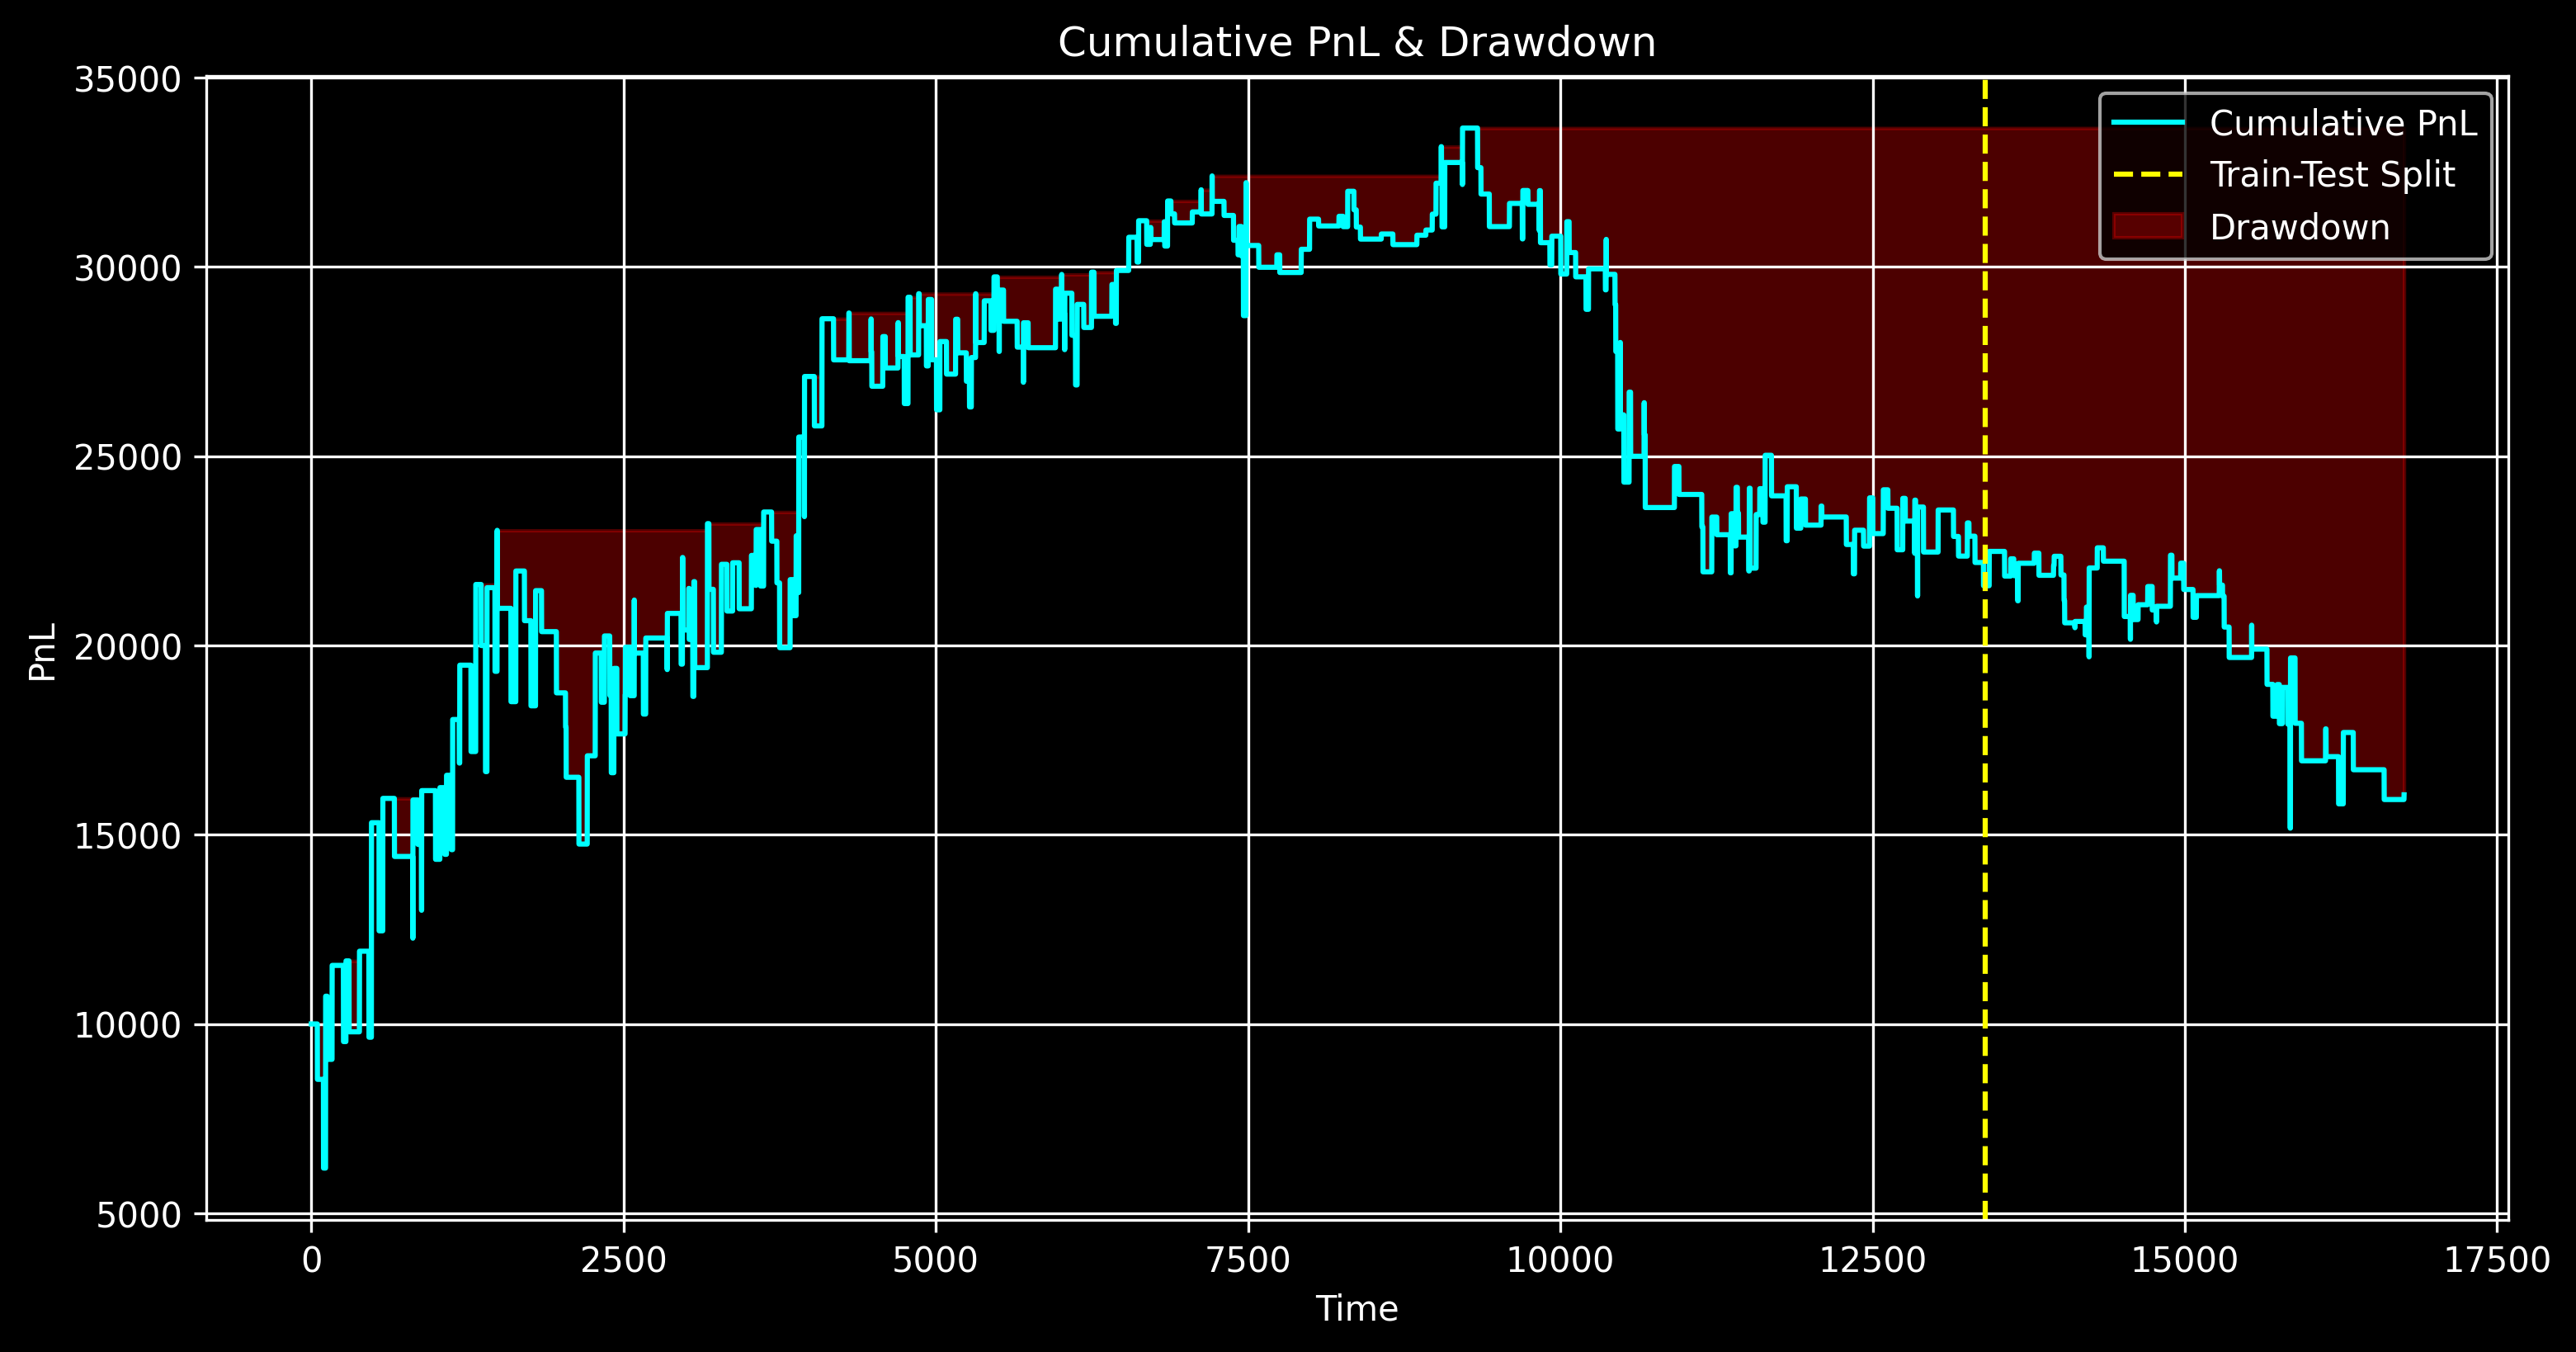 Cumulative PnL & Drawdown
35000
30000
25000
20000
15000
10000
5000
PnL
Cumulative PnL
Train-Test Split
Drawdown
0 2500 5000 7500 10000 12500 15000 17500
Time